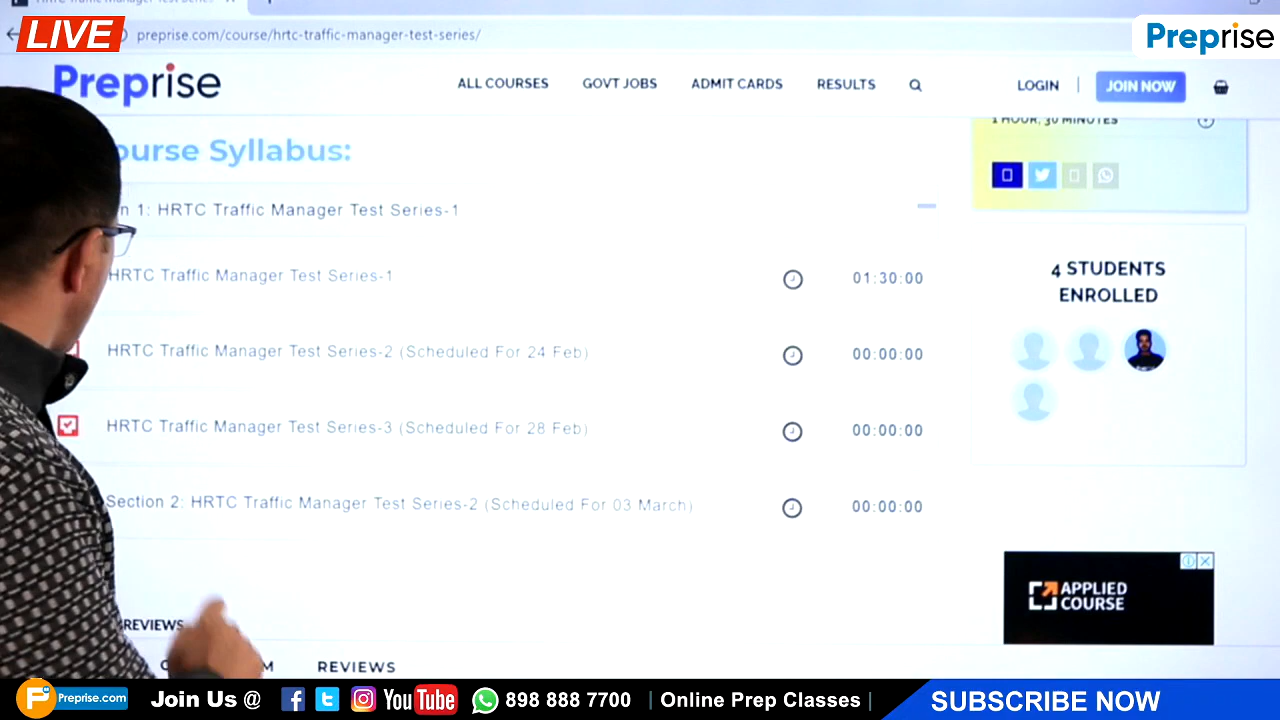 LIVE
preprise.com/course/hrtc-traffic-manager-test-series/
Preprise
Preprise
ALL COURSES
GOVT JOBS
ADMIT CARDS
RESULTS
LOGIN
JOIN NOW
1 HOUR, 30 MINUTES
ourse Syllabus:
n 1: HRTC Traffic Manager Test Series-1
HRTC Traffic Manager Test Series-1
01:30:00
HRTC Traffic Manager Test Series-2 (Scheduled For 24 Feb)
00:00:00
HRTC Traffic Manager Test Series-3 (Scheduled For 28 Feb)
00:00:00
Section 2: HRTC Traffic Manager Test Series-2 (Scheduled For 03 March)
00:00:00
4 STUDENTS
ENROLLED
APPLIED
COURSE
REVIEWS
REVIEWS
Preprise.com
Join Us @
YouTube
898 888 7700
Online Prep Classes
SUBSCRIBE NOW